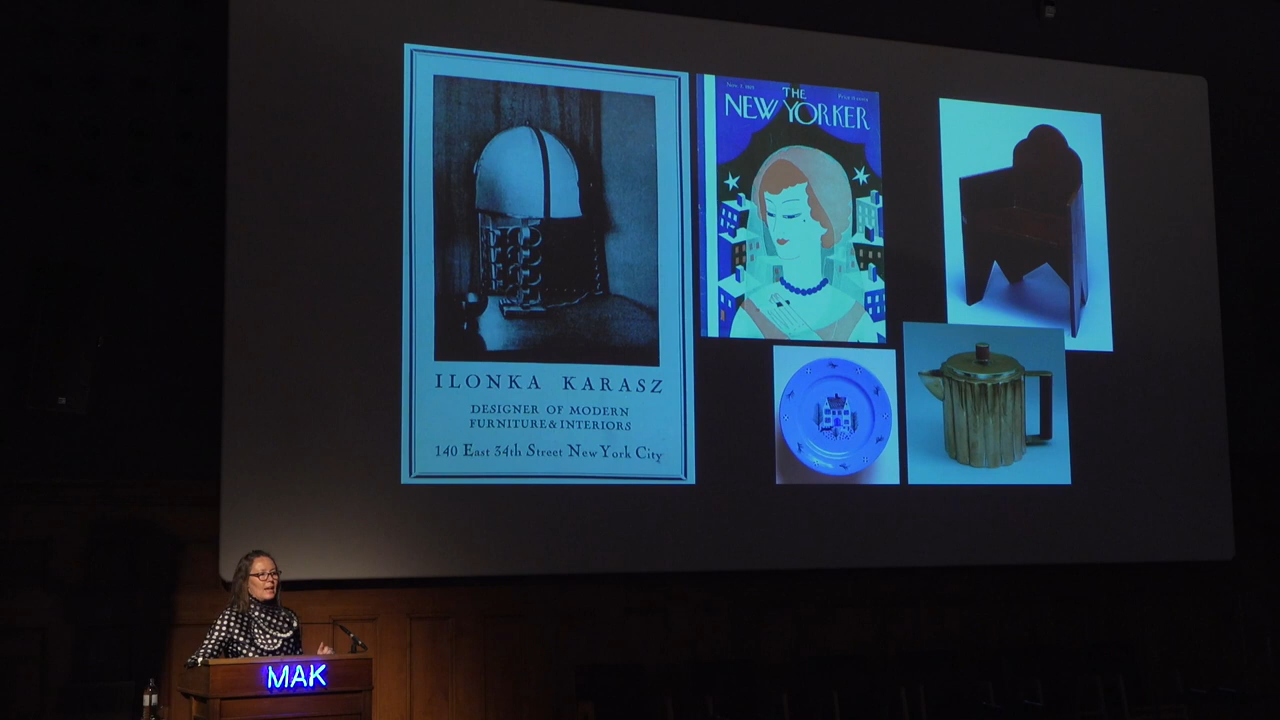 ILONKA KARASZ
DESIGNER OF MODERN
FURNITURE & INTERIORS
140 East 34th Street New York City
THE
NEW YORKER
MAK